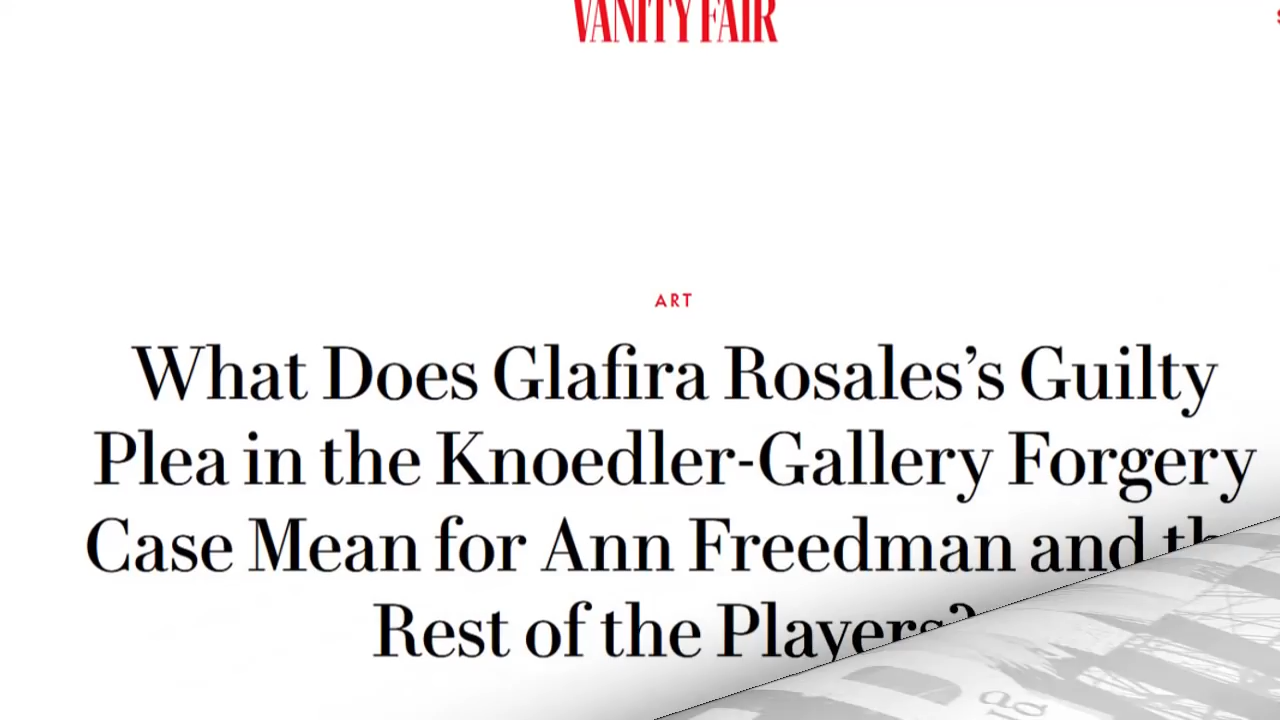 VANITY FAIR
ART
What Does Glafira Rosales’s Guilty
Plea in the Knoedler-Gallery Forgery
Case Mean for Ann Freedman and
Rest of the Players?